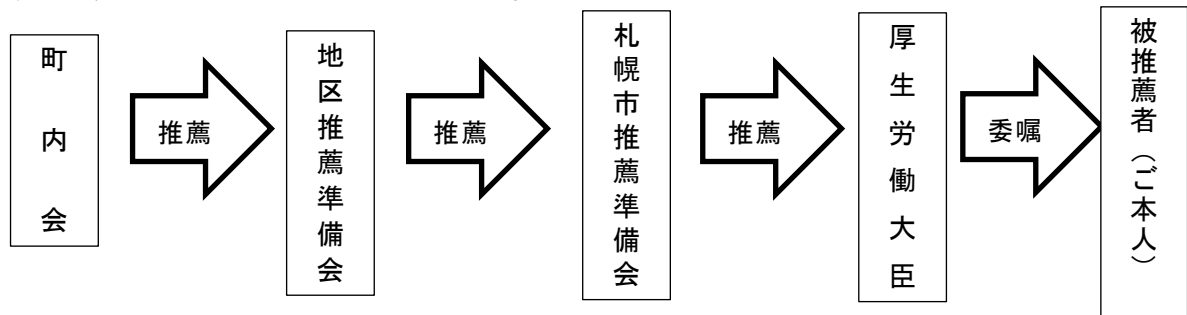 町内会
推薦
地区推薦準備会
推薦
札幌市推薦準備会
推薦
厚生労働大臣
委嘱
被推薦者（ご本人）